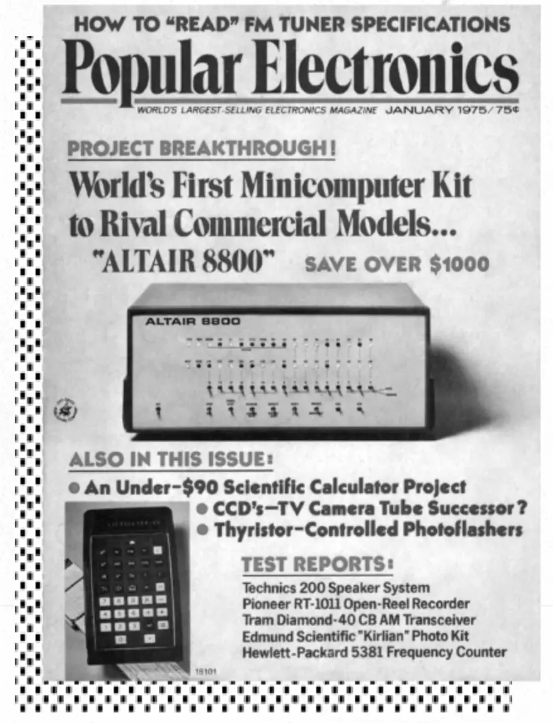 HOW TO “READ” FM TUNER SPECIFICATIONS
Popular Electronics
WORLD'S LARGEST-SELLING ELECTRONICS MAGAZINE JANUARY 1975/75¢
PROJECT BREAKTHROUGH!
World's First Minicomputer Kit
to Rival Commercial Models...
"ALTAIR 8800" SAVE OVER $1000
ALTAIR 8800
ALSO IN THIS ISSUE:
An Under-$90 Scientific Calculator Project
CCD's—TV Camera Tube Successor?
Thyristor-Controlled Photoflashers
TEST REPORTS:
Technics 200 Speaker System
Pioneer RT-1011 Open-Reel Recorder
Tram Diamond-40 CB AM Transceiver
Edmund Scientific "Kirlian" Photo Kit
Hewlett-Packard 5381 Frequency Counter
18101